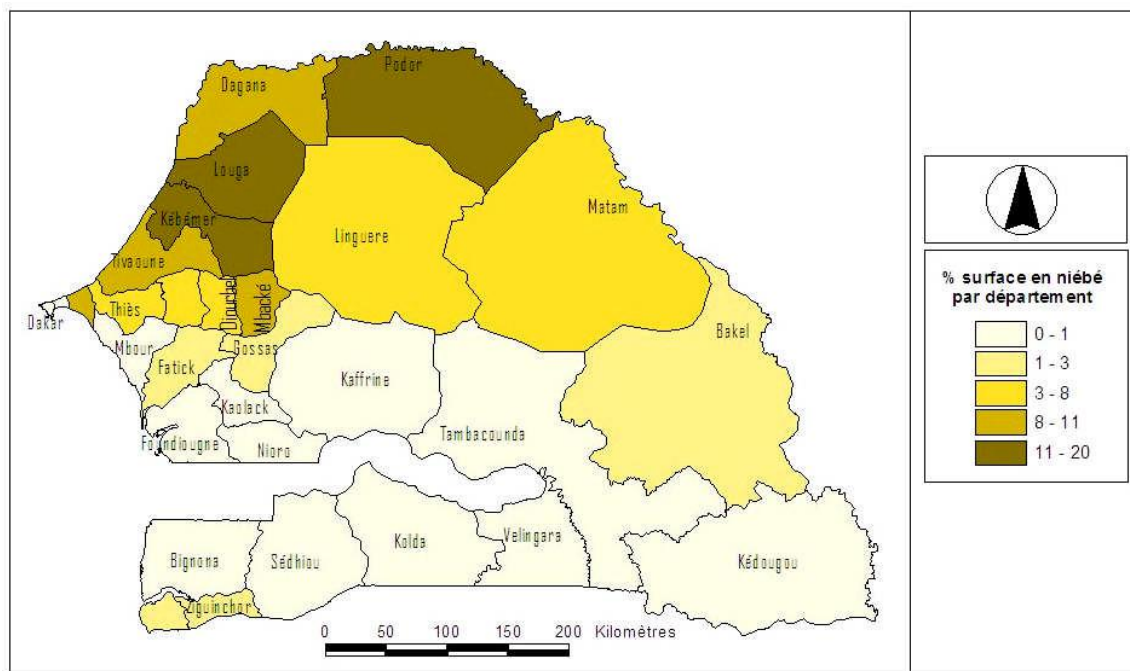 Podor
Dagana
Louga
Matam
Kébémer
Linguere
Tivaoune
Diourbel
Mbacké
Thiès
Dakar
Bakel
Mbour
Gossas
Fatick
Kaffrine
Kaolack
Tambacounda
Foundiougne
Nioro
Velingara
Kolda
Bignona
Sédhiou
Kédougou
Ziguinchor
0 50 100 150 200 Kilomètres
% surface en niébé
par département
0 - 1
1 - 3
3 - 8
8 - 11
11 - 20